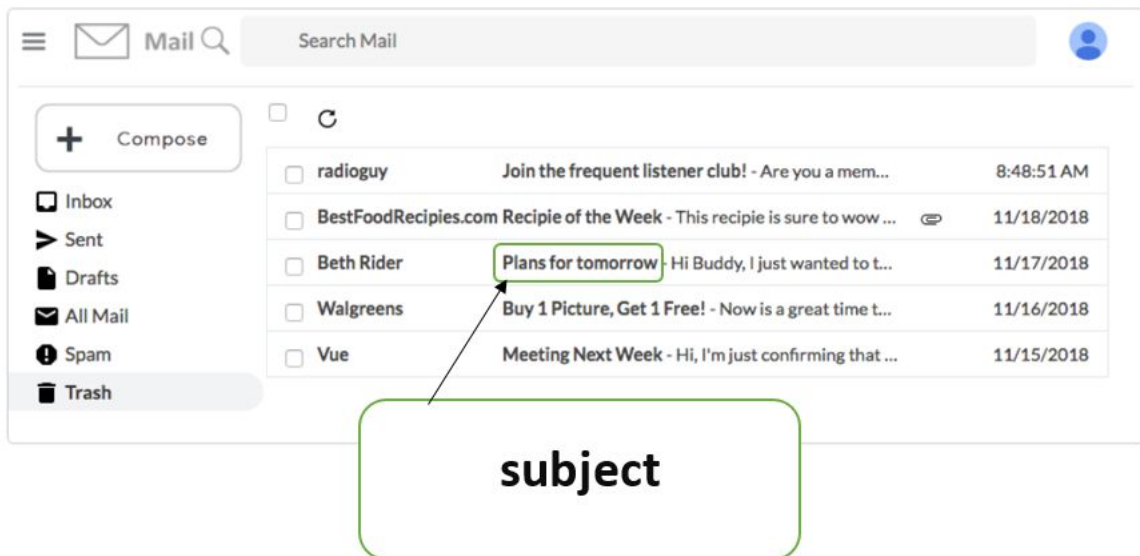 Mail Search Mail
Compose
Inbox
Sent
Drafts
All Mail
Spam
Trash
radioguy Join the frequent listener club! - Are you a mem... 8:48:51 AM
BestFoodRecipies.com Recipie of the Week - This recipie is sure to wow ... 11/18/2018
Beth Rider Plans for tomorrow - Hi Buddy, I just wanted to t... 11/17/2018
Walgreens Buy 1 Picture, Get 1 Free! - Now is a great time t... 11/16/2018
Vue Meeting Next Week - Hi, I'm just confirming that ... 11/15/2018
subject